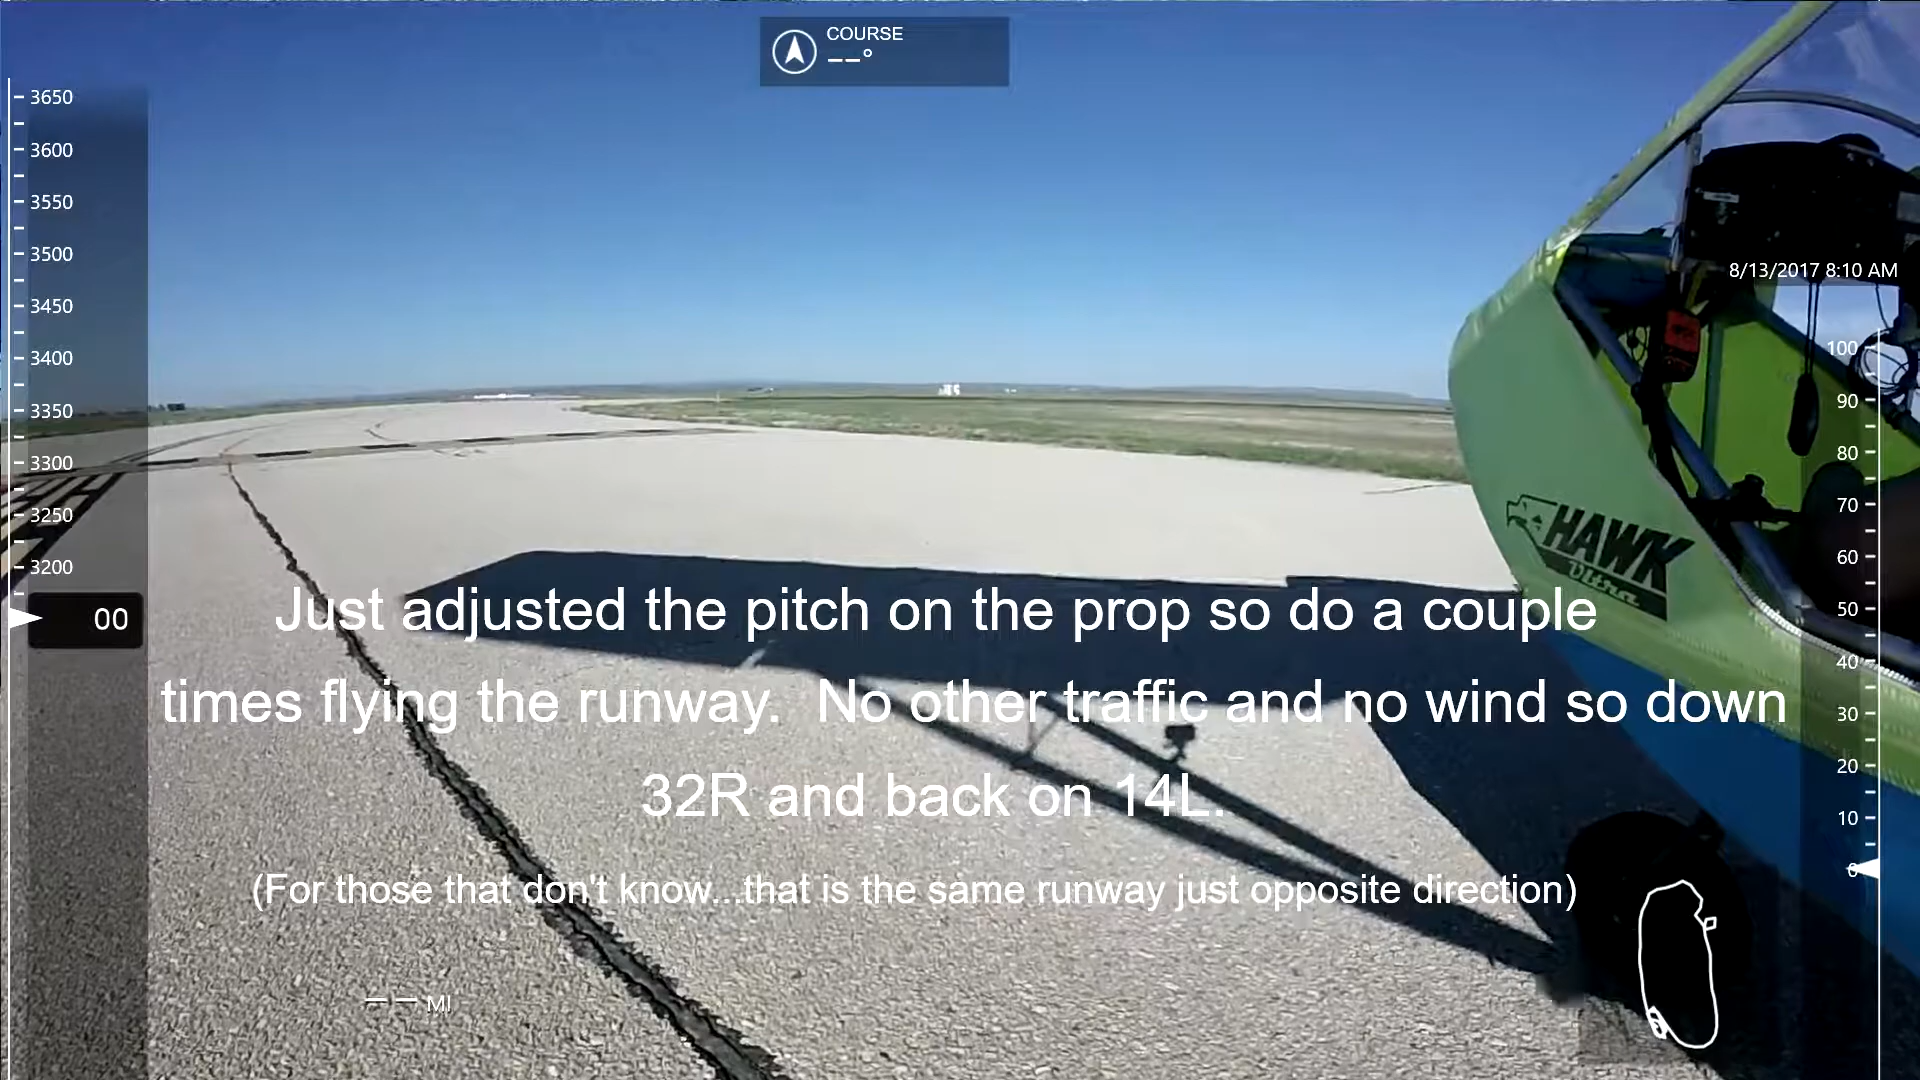 COURSE
--°
3650
3600
3550
3500
3450
3400
3350
3300
3250
3200
00
8/13/2017 8:10 AM
100
90
80
70
60
50
40
30
20
10
0
HAWK
Ultra
Just adjusted the pitch on the prop so do a couple
times flying the runway. No other traffic and no wind so down
32R and back on 14L.
(For those that don't know...that is the same runway just opposite direction)
-- MI